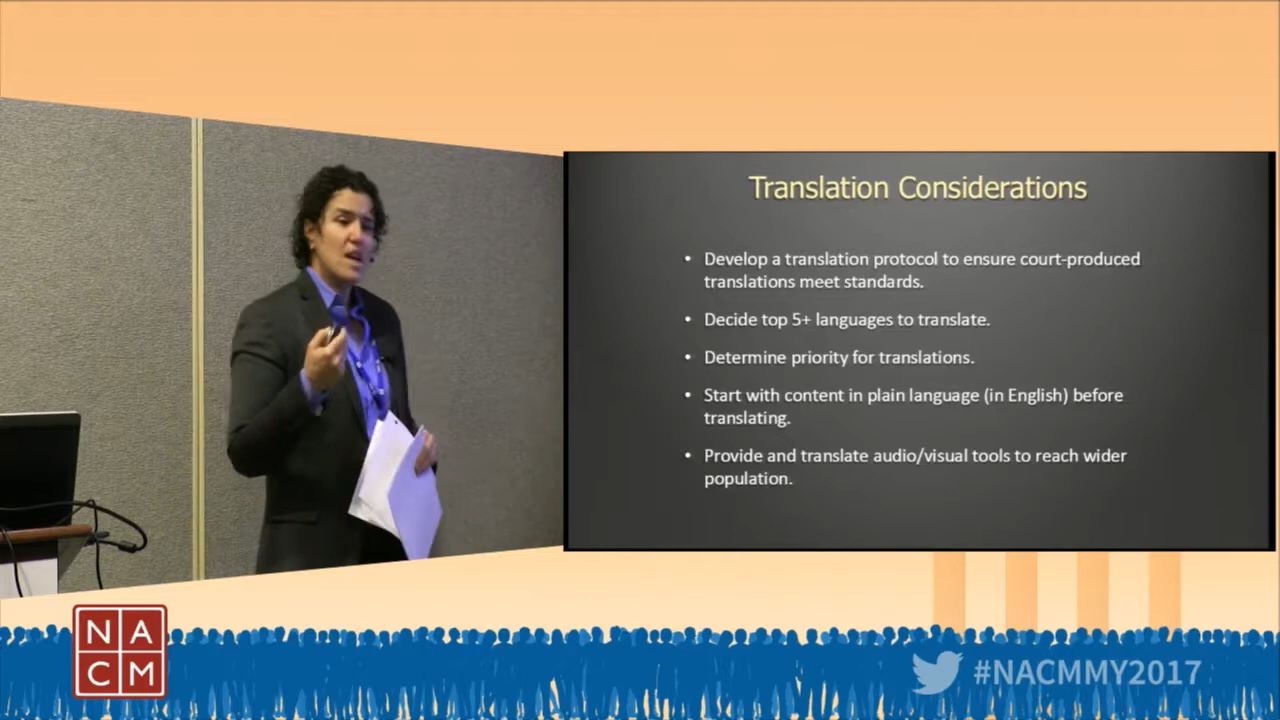 Translation Considerations
• Develop a translation protocol to ensure court-produced
translations meet standards.
• Decide top 5+ languages to translate.
• Determine priority for translations.
• Start with content in plain language (in English) before
translating.
• Provide and translate audio/visual tools to reach wider
population.
N A
C M
#NACMMY2017